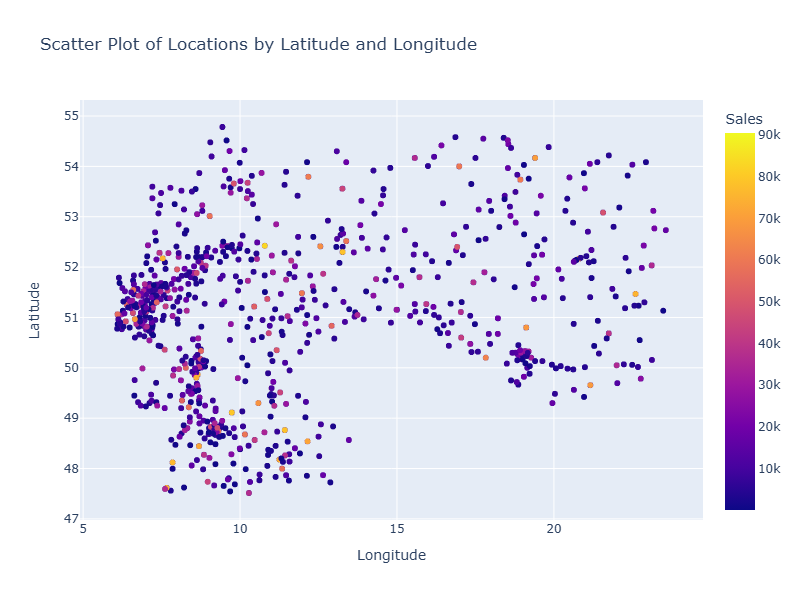 Scatter Plot of Locations by Latitude and Longitude
Sales
90k
80k
70k
60k
50k
40k
30k
20k
10k
55
54
53
52
51
50
49
48
47
Latitude
5
10
15
20
Longitude